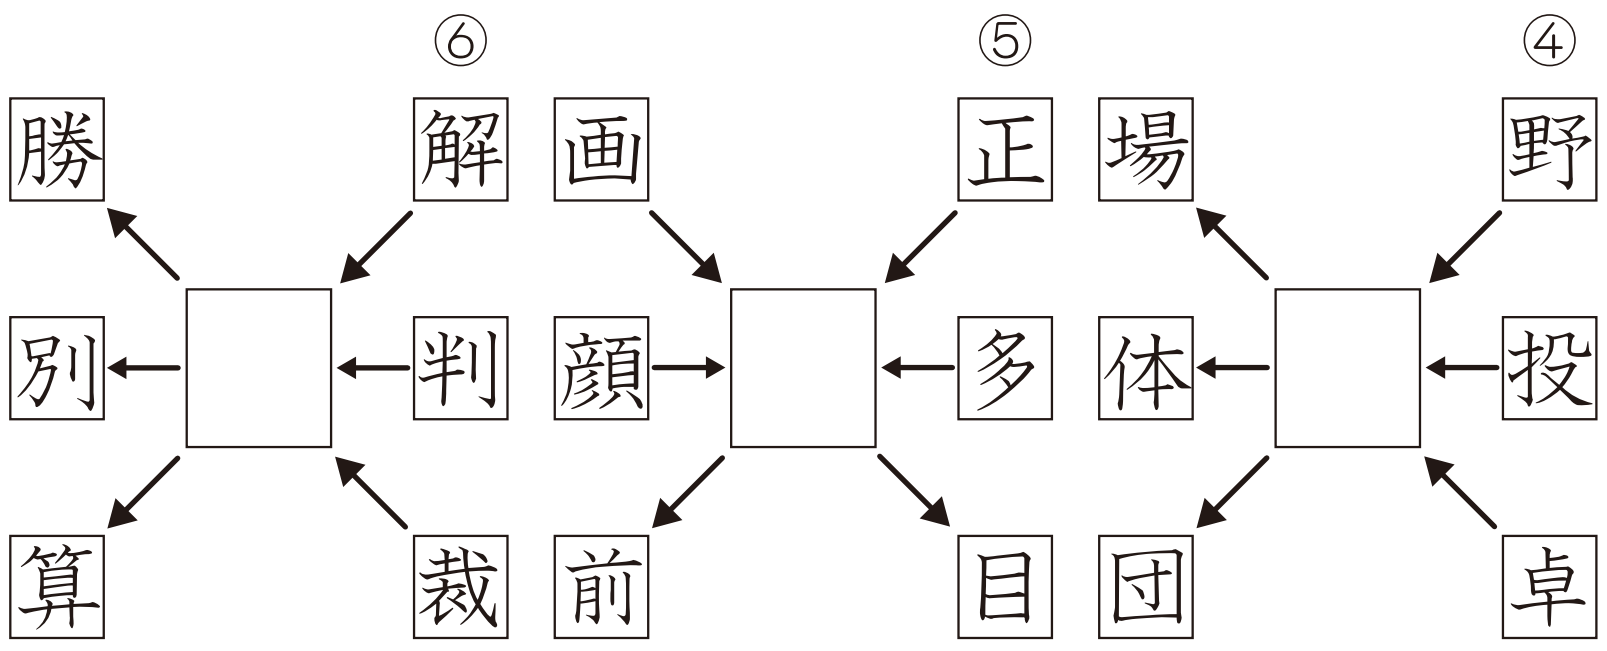 ④
野
場
投
体
卓
団
⑤
正
画
多
顔
目
前
⑥
解
勝
判
別
裁
算